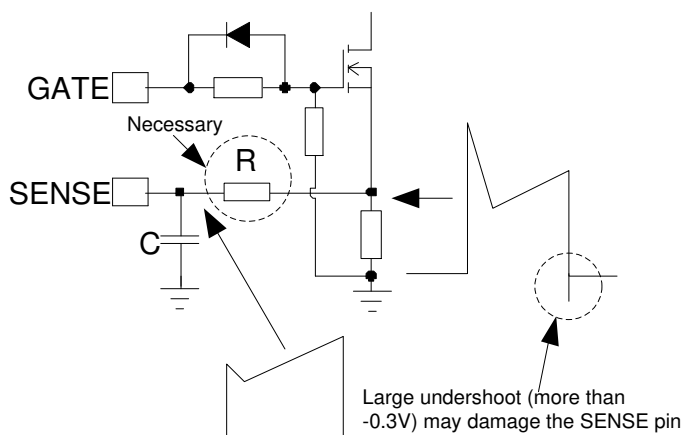 GATE
Necessary
R
SENSE
C
Large undershoot (more than
-0.3V) may damage the SENSE pin